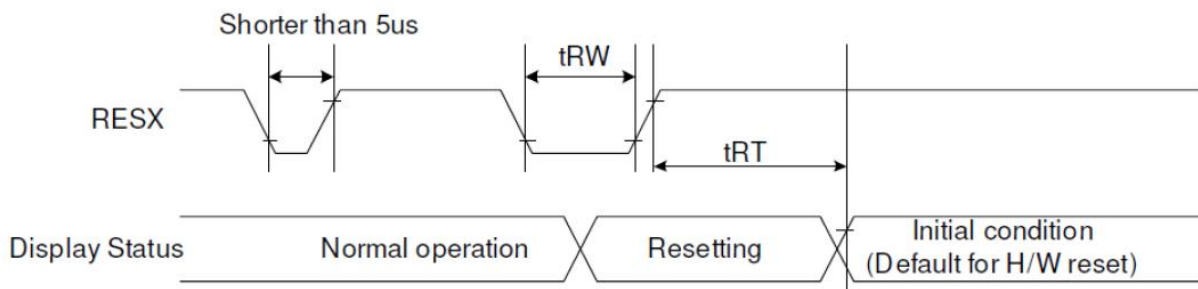 Shorter than 5us
tRW
RESX
tRT
Display Status
Normal operation
Resetting
Initial condition
(Default for H/W reset)